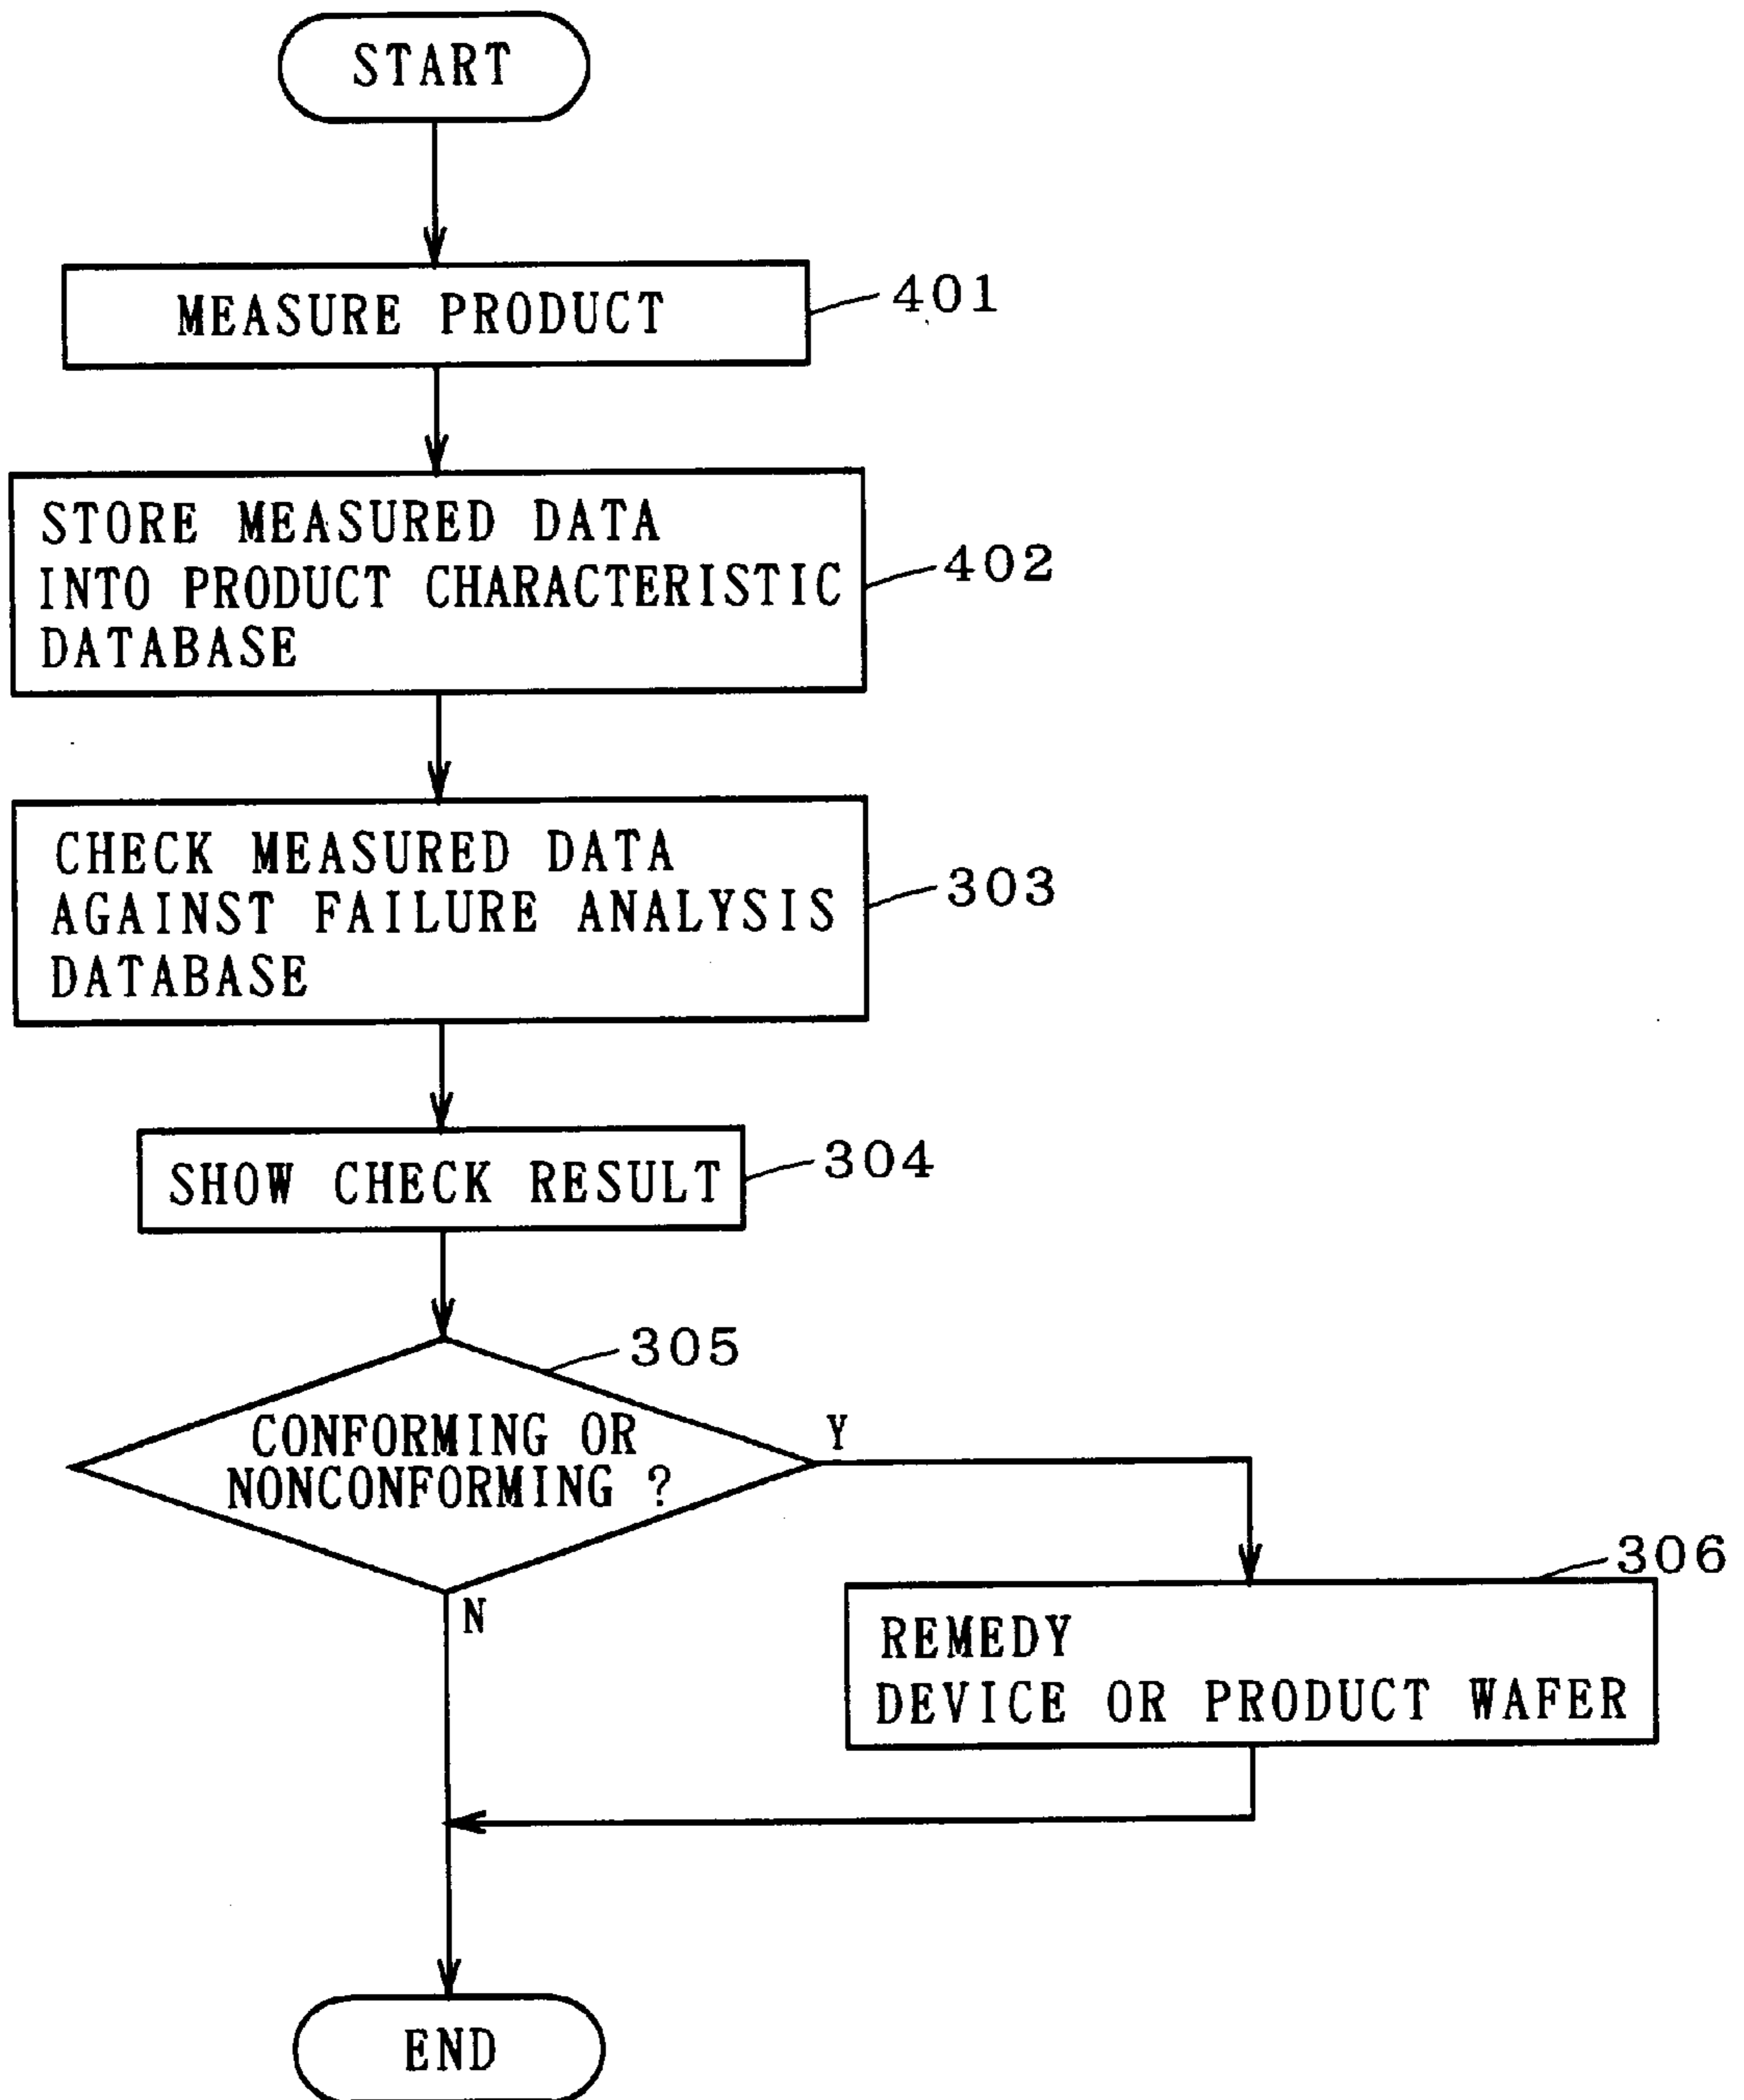 START
MEASURE PRODUCT
401
STORE MEASURED DATA
INTO PRODUCT CHARACTERISTIC
DATABASE
402
CHECK MEASURED DATA
AGAINST FAILURE ANALYSIS
DATABASE
303
SHOW CHECK RESULT
304
305
CONFORMING OR
NONCONFORMING ?
Y
N
306
REMEDY
DEVICE OR PRODUCT WAFER
END